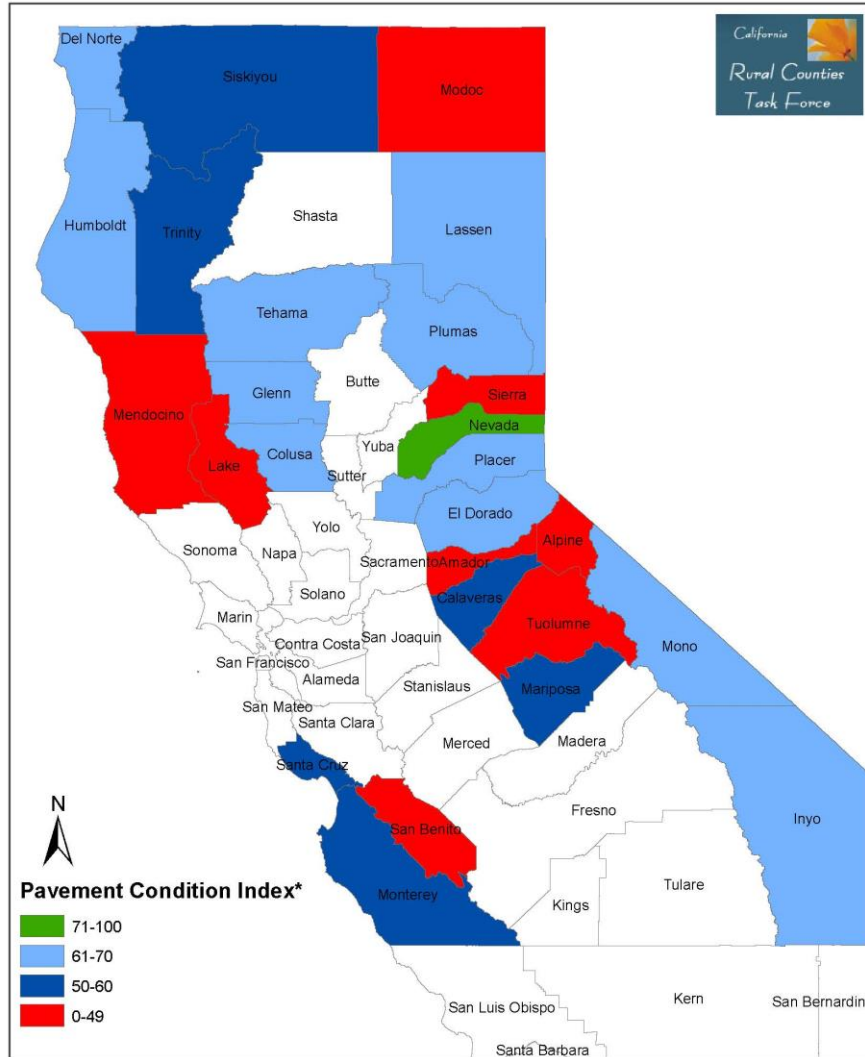 California
Rural Counties
Task Force
Del Norte
Siskiyou
Modoc
Humboldt
Trinity
Shasta
Lassen
Tehama
Plumas
Glenn
Butte
Sierra
Mendocino
Nevada
Lake
Colusa
Yuba
Placer
Sutter
El Dorado
Yolo
Alpine
Sonoma
Napa
Sacramento
Amador
Solano
Calaveras
Marin
Tuolumne
Contra Costa
San Joaquin
Mono
San Francisco
Alameda
Stanislaus
Mariposa
San Mateo
Santa Clara
Merced
Madera
Santa Cruz
Fresno
Inyo
San Benito
Tulare
Monterey
Kings
N
Pavement Condition Index*
71-100
61-70
50-60
0-49
San Luis Obispo
Kern
San Bernardin
Santa Barbara